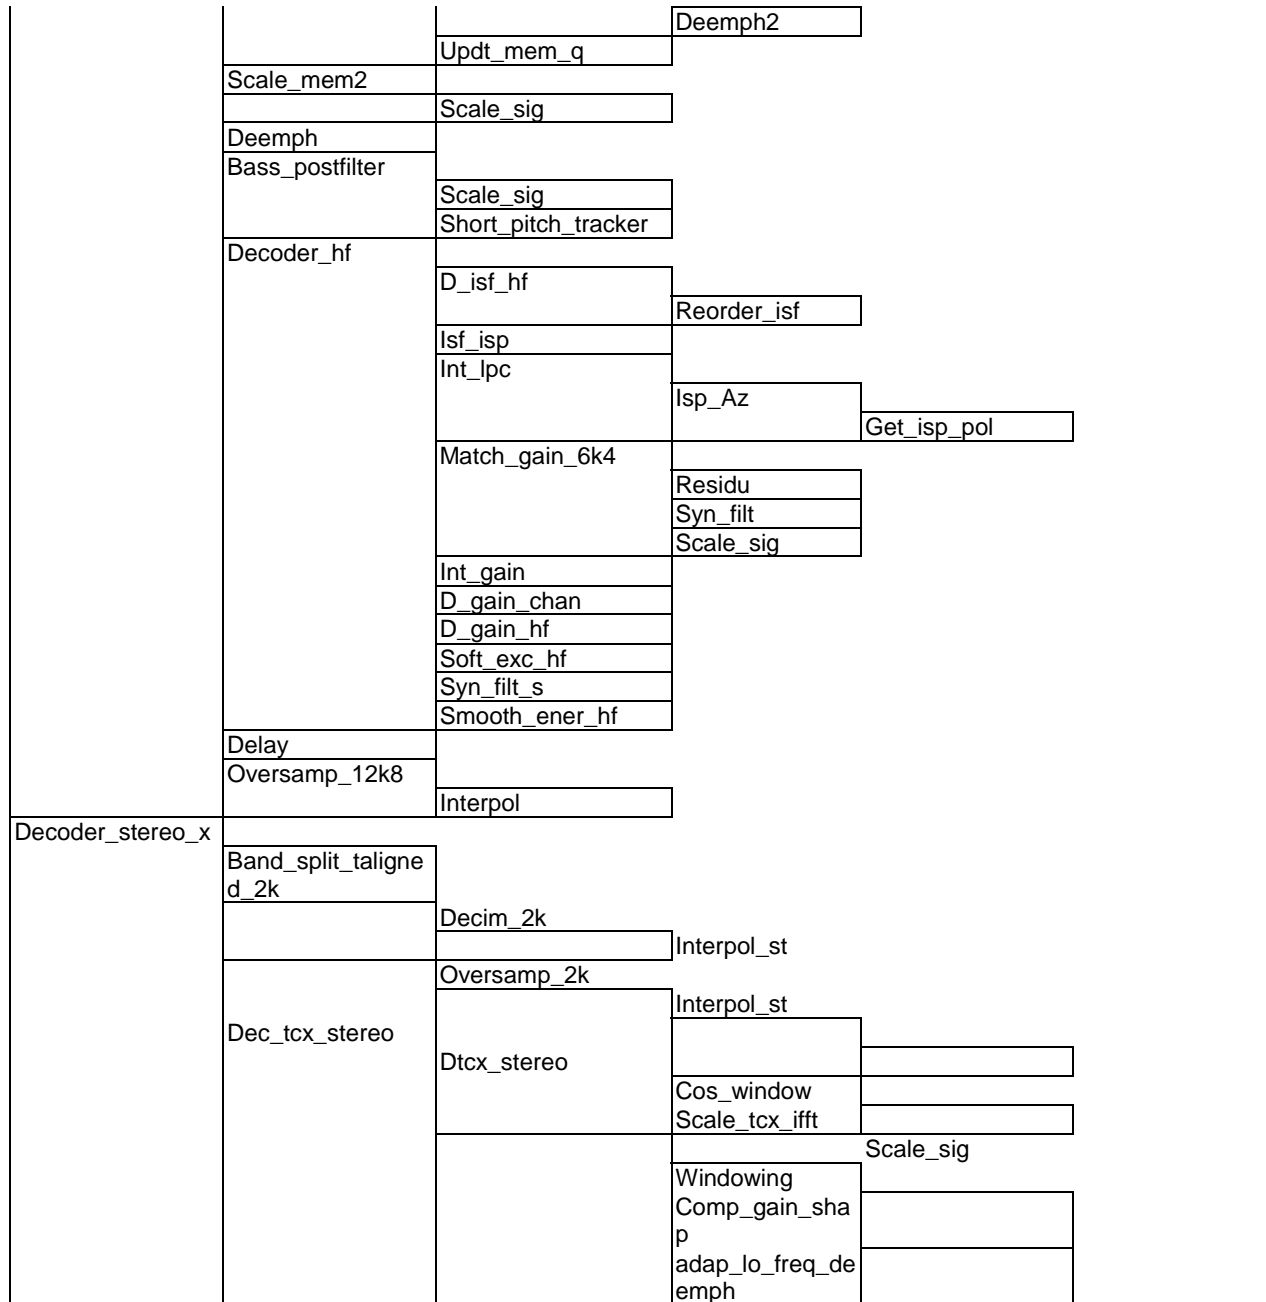 Deemph2
Updt_mem_q
Scale_mem2
Scale_sig
Deemph
Bass_postfilter
Scale_sig
Short_pitch_tracker
Decoder_hf
D_isf_hf
Reorder_isf
Isf_isp
Int_lpc
Isp_Az
Get_isp_pol
Match_gain_6k4
Residu
Syn_filt
Scale_sig
Int_gain
D_gain_chan
D_gain_hf
Soft_exc_hf
Syn_filt_s
Smooth_ener_hf
Delay
Oversamp_12k8
Interpol
Decoder_stereo_x
Band_split_taligne
d_2k
Decim_2k
Interpol_st
Oversamp_2k
Interpol_st
Dec_tcx_stereo
Dtcx_stereo
Cos_window
Scale_tcx_ifft
Scale_sig
Windowing
Comp_gain_sha
p
adap_lo_freq_de
emph